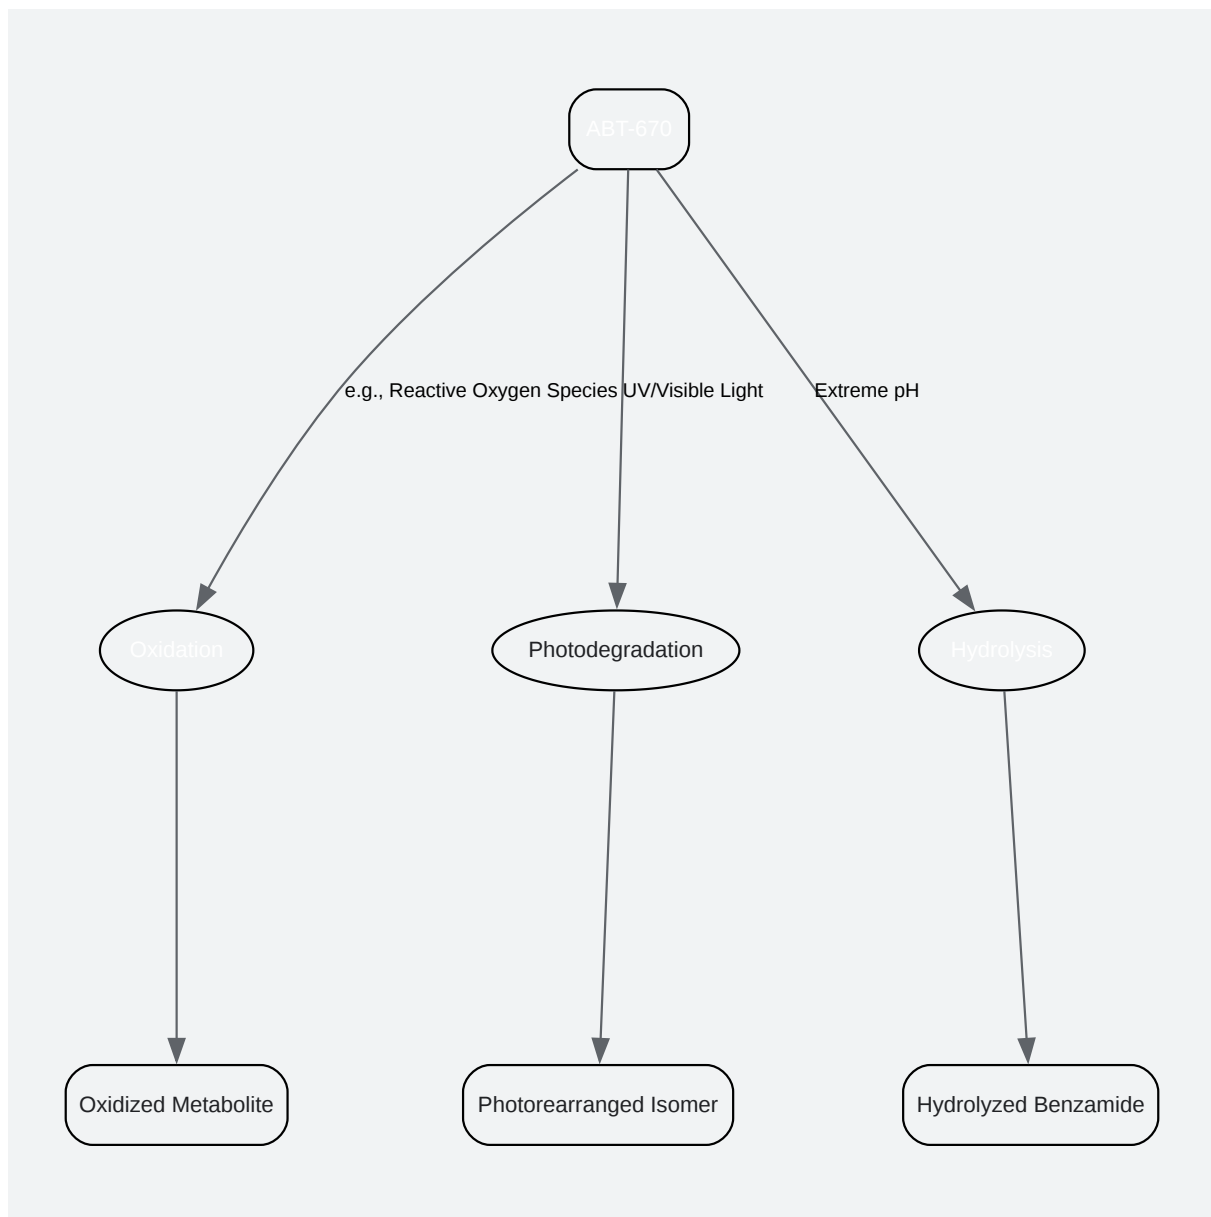 ABT-670
e.g., Reactive Oxygen Species
UV/Visible Light
Extreme pH
Oxidation
Photodegradation
Hydrolysis
Oxidized Metabolite
Photorearranged Isomer
Hydrolyzed Benzamide